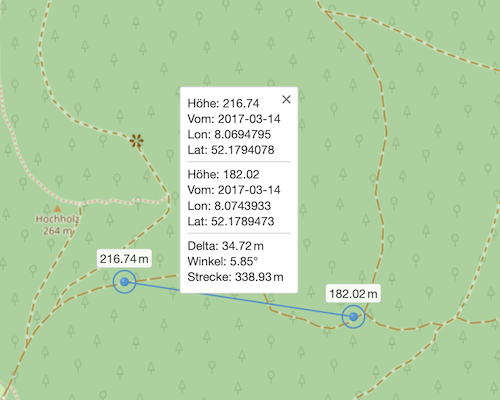 Höhe: 216.74
Vom: 2017-03-14
Lon: 8.0694795
Lat: 52.1794078
Höhe: 182.02
Vom: 2017-03-14
Lon: 8.0743933
Lat: 52.1789473
Delta: 34.72 m
Winkel: 5.85°
Strecke: 338.93 m
Hochholz
264 m
216.74 m
182.02 m